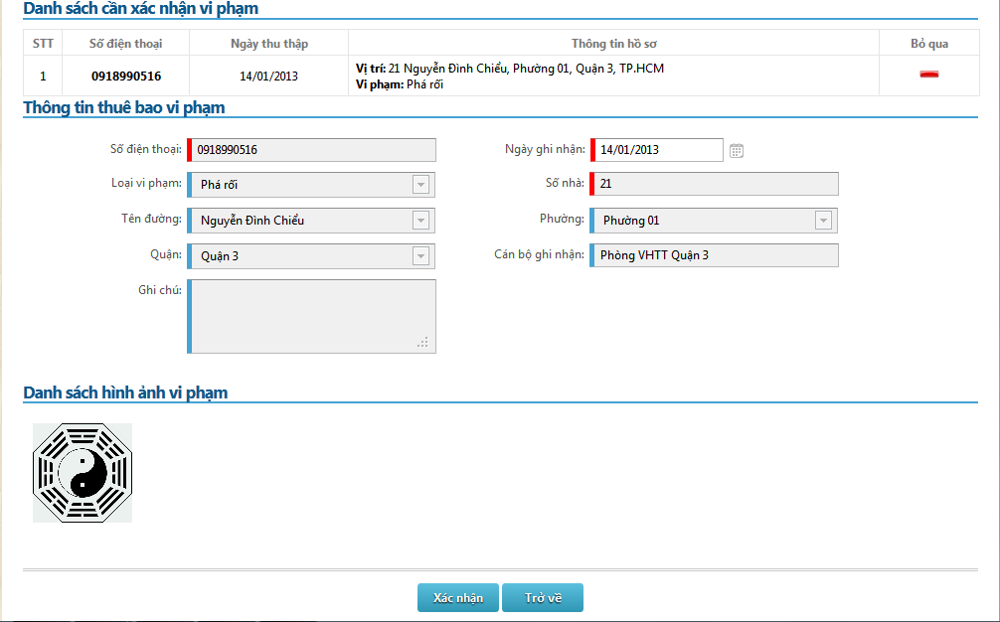 Danh sách cần xác nhận vi phạm
STT Số điện thoại Ngày thu thập Thông tin hồ sơ Bỏ qua
1 0918990516 14/01/2013 Vị trí: 21 Nguyễn Đình Chiểu, Phường 01, Quận 3, TP.HCM
Vi phạm: Phá rối
Thông tin thuê bao vi phạm
Số điện thoại: 0918990516 Ngày ghi nhận: 14/01/2013
Loại vi phạm: Phá rối Số nhà: 21
Tên đường: Nguyễn Đình Chiểu Phường: Phường 01
Quận: Quận 3 Cán bộ ghi nhận: Phòng VHTT Quận 3
Ghi chú:
Danh sách hình ảnh vi phạm
Xác nhận Trở về